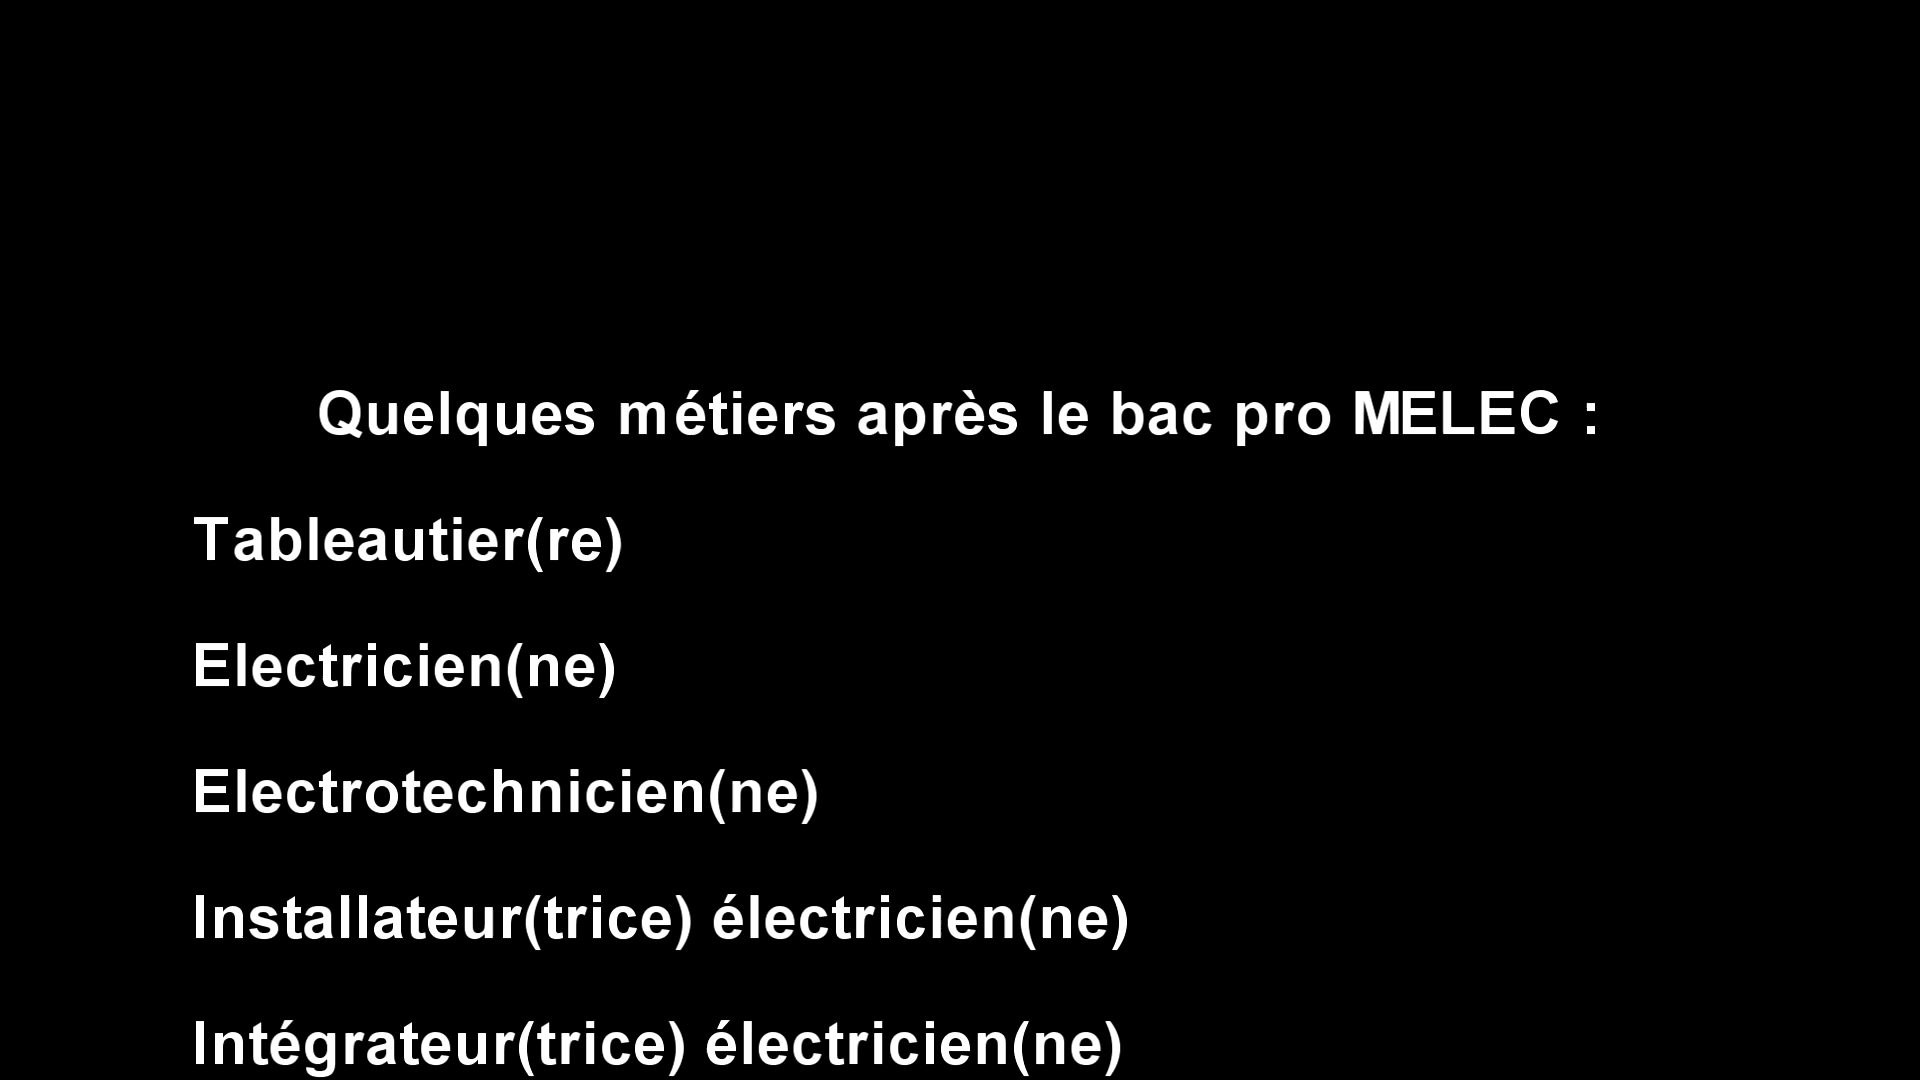 Quelques métiers après le bac pro MELEC :
Tableautier(re)
Electricien(ne)
Electrotechnicien(ne)
Installateur(trice) électricien(ne)
Intégrateur(trice) électricien(ne)